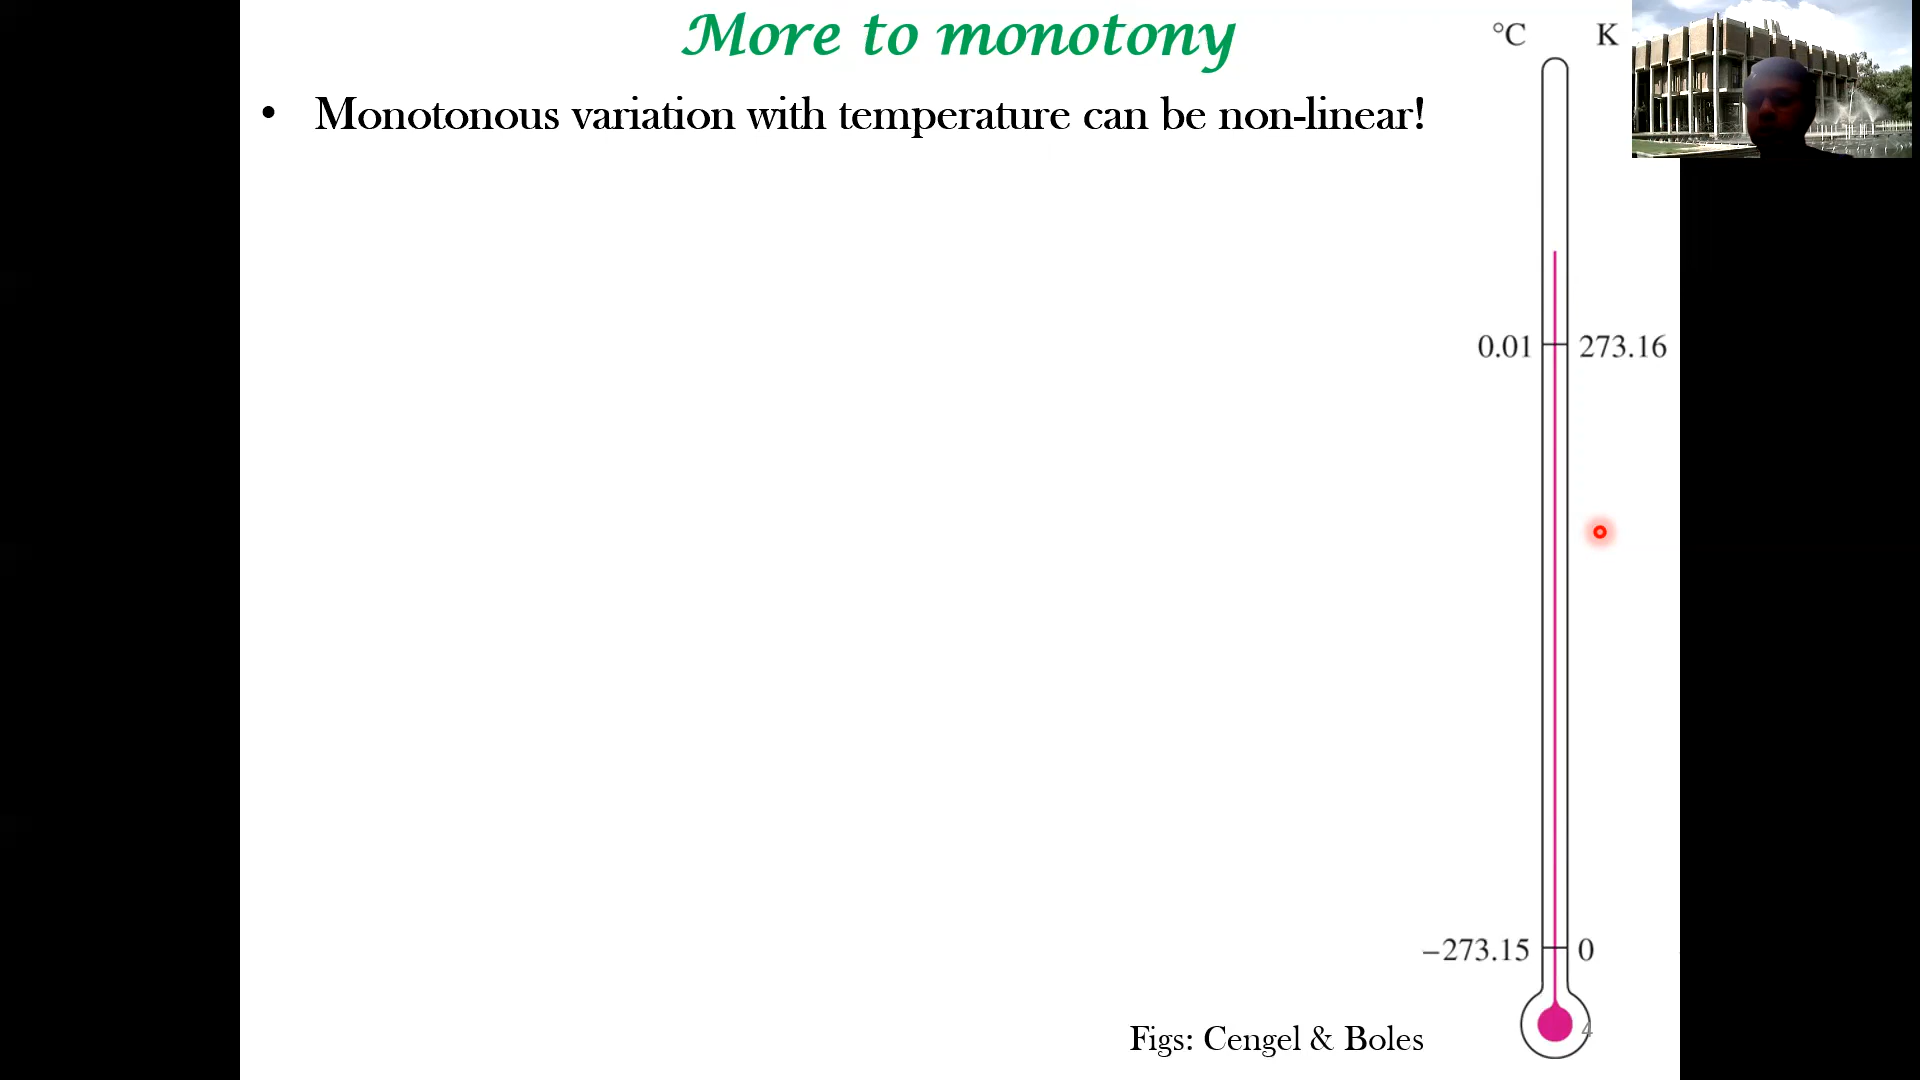 More to monotony
°C K
• Monotonous variation with temperature can be non-linear!
0.01 273.16
−273.15 0
Figs: Cengel & Boles
4